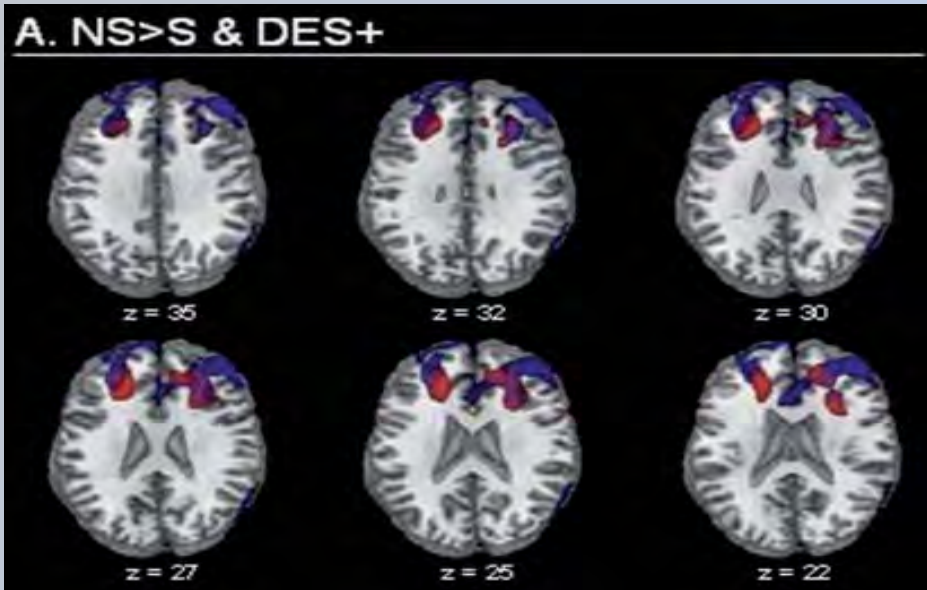 A. NS>S & DES+
z = 35
z = 32
z = 30
z = 27
z = 25
z = 22